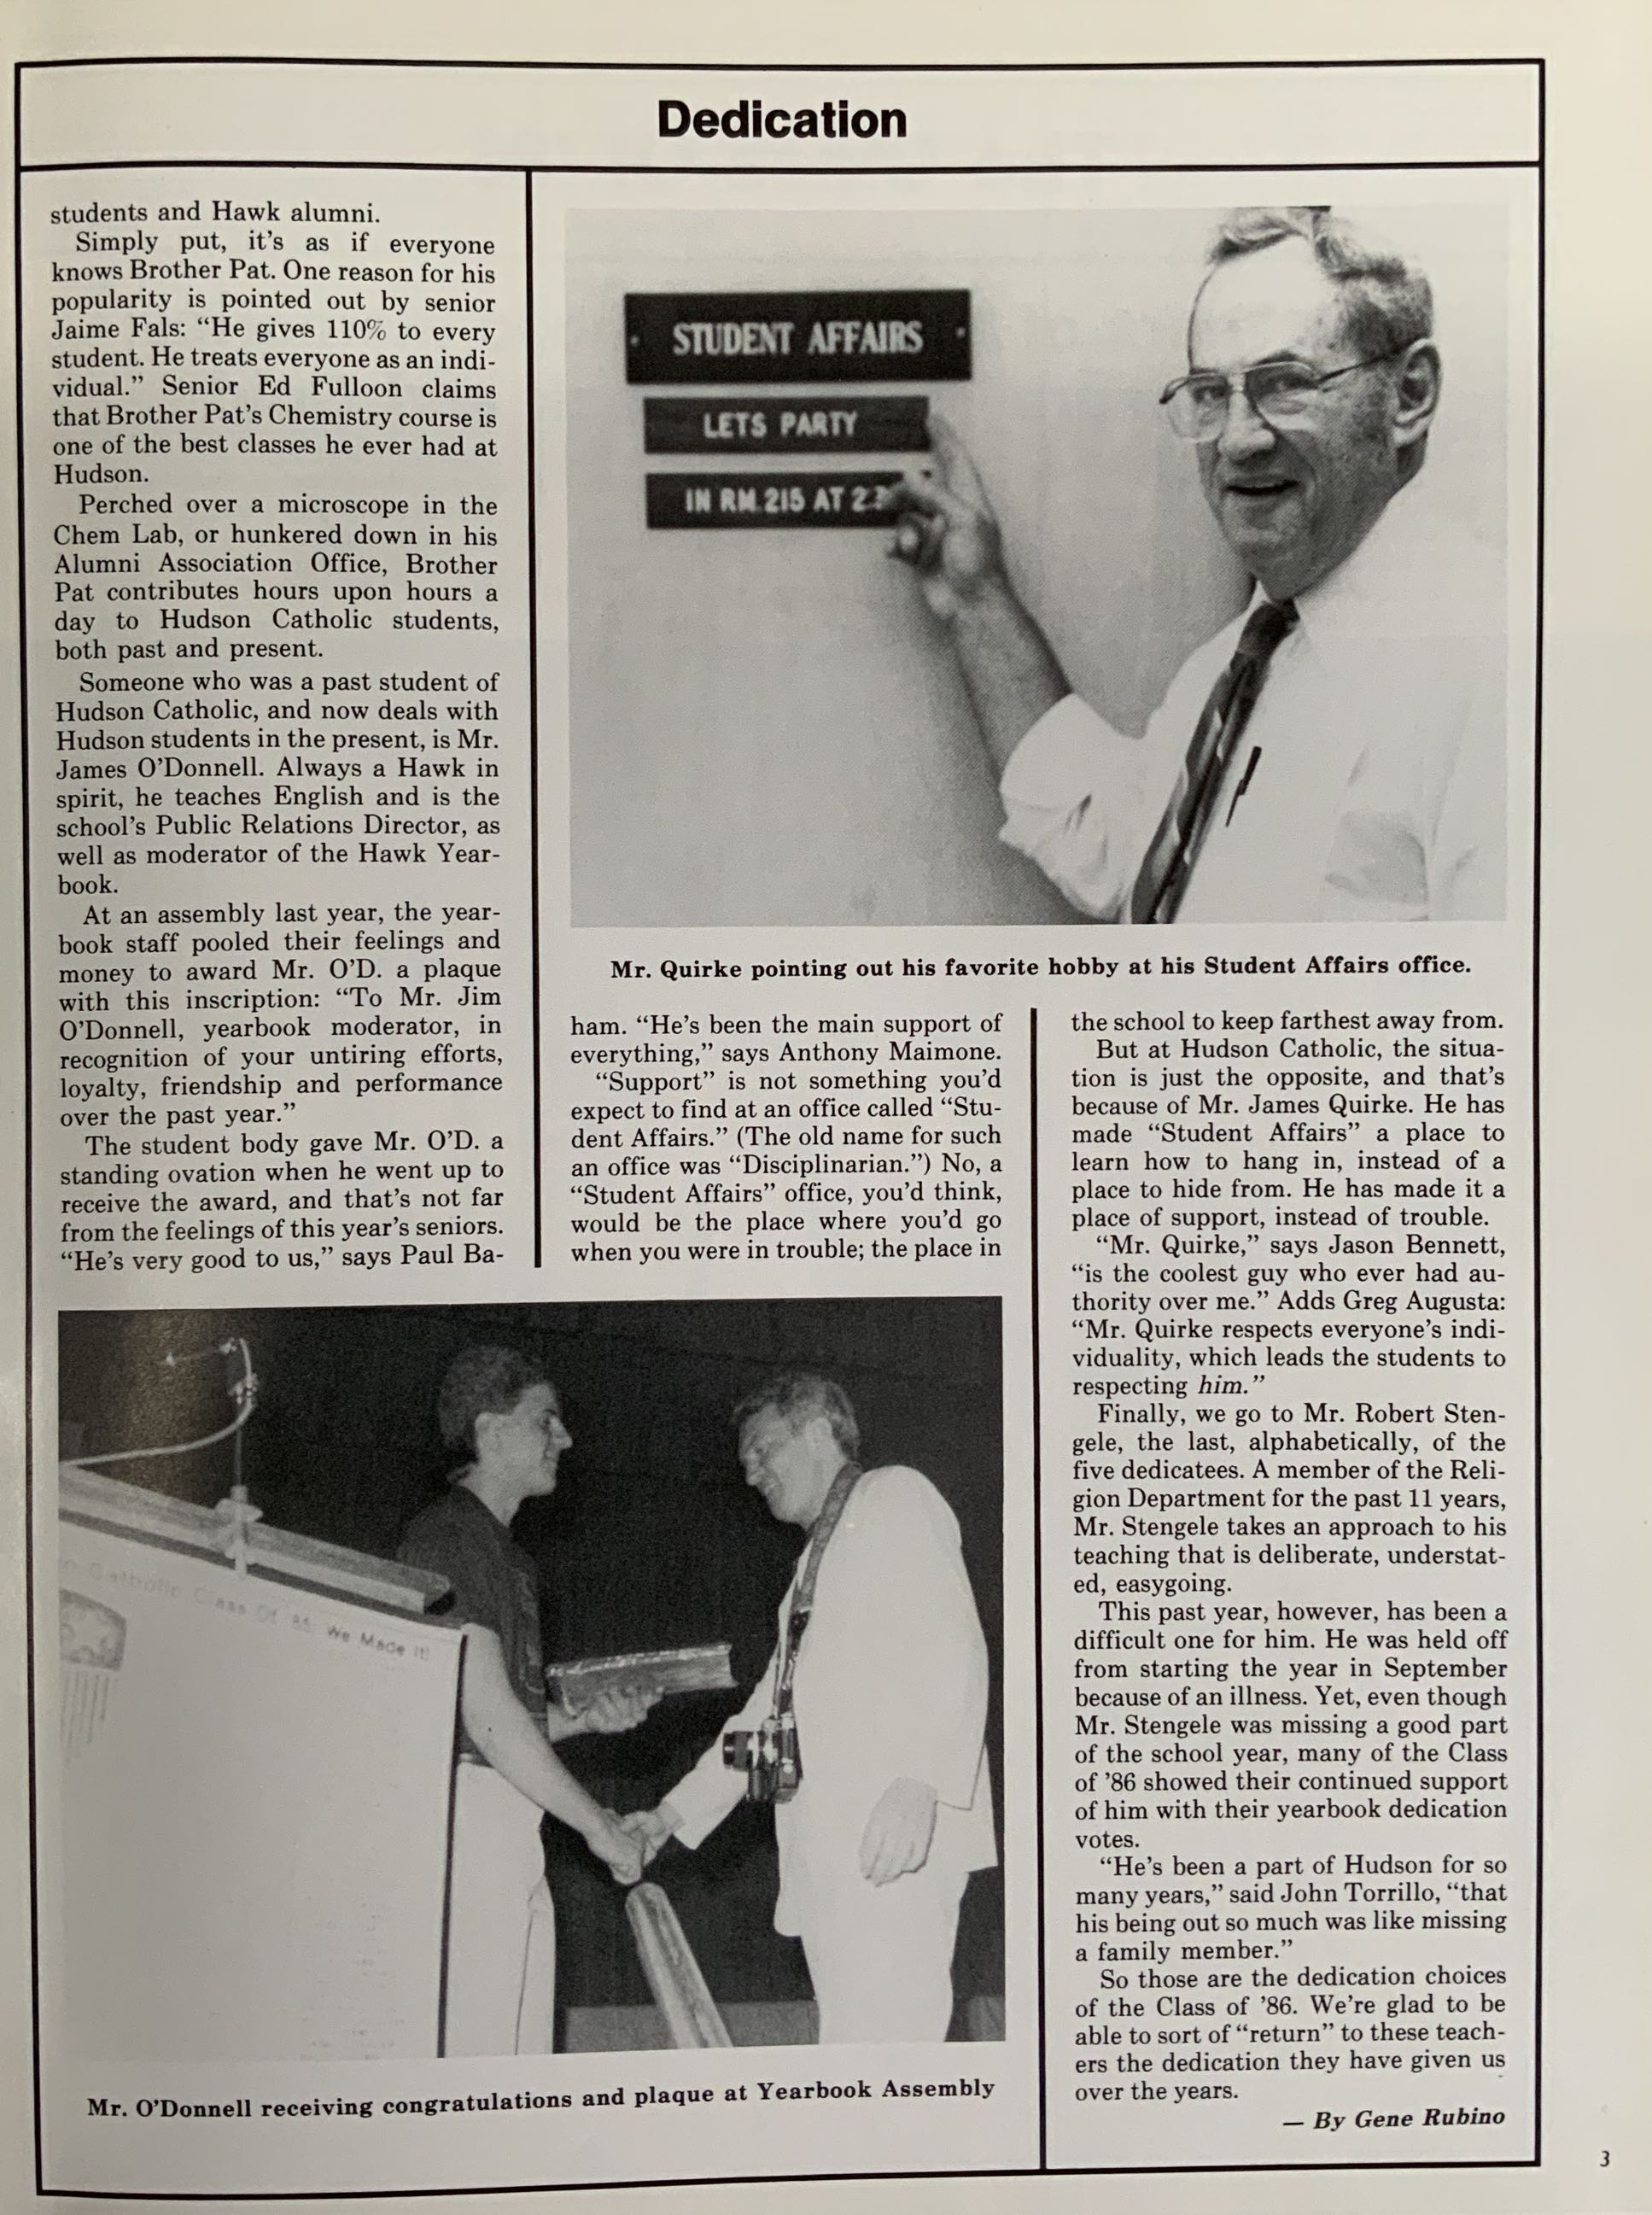 Dedication
students and Hawk alumni.
Simply put, it's as if everyone
knows Brother Pat. One reason for his
popularity is pointed out by senior
Jaime Fals: “He gives 110% to every
student. He treats everyone as an indi-
vidual.” Senior Ed Fulloon claims
that Brother Pat's Chemistry course is
one of the best classes he ever had at
Hudson.
Perched over a microscope in the
Chem Lab, or hunkered down in his
Alumni Association Office, Brother
Pat contributes hours upon hours a
day to Hudson Catholic students,
both past and present.
Someone who was a past student of
Hudson Catholic, and now deals with
Hudson students in the present, is Mr.
James O'Donnell. Always a Hawk in
spirit, he teaches English and is the
school's Public Relations Director, as
well as moderator of the Hawk Year-
book.
At an assembly last year, the year-
book staff pooled their feelings and
money to award Mr. O'D. a plaque
with this inscription: “To Mr. Jim
O'Donnell, yearbook moderator, in
recognition of your untiring efforts,
loyalty, friendship and performance
over the past year.”
The student body gave Mr. O'D. a
standing ovation when he went up to
receive the award, and that's not far
from the feelings of this year's seniors.
“He's very good to us,” says Paul Ba-
STUDENT AFFAIRS
LETS PARTY
IN RM. 215 AT
Mr. Quirke pointing out his favorite hobby at his Student Affairs office.
ham. “He's been the main support of
everything,” says Anthony Maimone.
“Support” is not something you'd
expect to find at an office called “Stu-
dent Affairs.” (The old name for such
an office was “Disciplinarian.”) No, a
“Student Affairs” office, you'd think,
would be the place where you'd go
when you were in trouble; the place in
the school to keep farthest away from.
But at Hudson Catholic, the situa-
tion is just the opposite, and that's
because of Mr. James Quirke. He has
made “Student Affairs” a place to
learn how to hang in, instead of a
place to hide from. He has made it a
place of support, instead of trouble.
“Mr. Quirke,” says Jason Bennett,
“is the coolest guy who ever had au-
thority over me.” Adds Greg Augusta:
“Mr. Quirke respects everyone's indi-
viduality, which leads the students to
respecting him.”
Finally, we go to Mr. Robert Sten-
gele, the last, alphabetically, of the
five dedicatees. A member of the Reli-
gion Department for the past 11 years,
Mr. Stengele takes an approach to his
teaching that is deliberate, understat-
ed, easygoing.
This past year, however, has been a
difficult one for him. He was held off
from starting the year in September
because of an illness. Yet, even though
Mr. Stengele was missing a good part
of the school year, many of the Class
of '86 showed their continued support
of him with their yearbook dedication
votes.
“He's been a part of Hudson for so
many years,” said John Torrillo, “that
his being out so much was like missing
a family member.”
So those are the dedication choices
of the Class of '86. We're glad to be
able to sort of “return” to these teach-
ers the dedication they have given us
over the years.
— By Gene Rubino
Catholic Class Of We Made It!
Mr. O'Donnell receiving congratulations and plaque at Yearbook Assembly
3